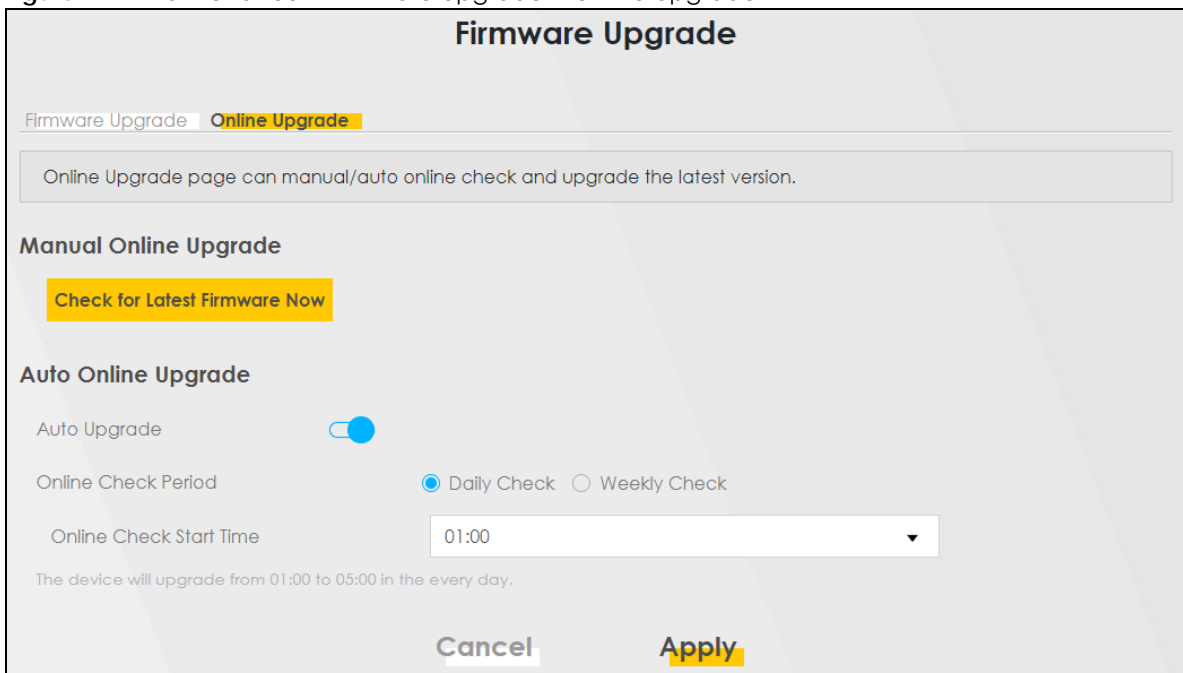 Firmware Upgrade
Firmware Upgrade Online Upgrade
Online Upgrade page can manual/auto online check and upgrade the latest version.
Manual Online Upgrade
Check for Latest Firmware Now
Auto Online Upgrade
Auto Upgrade
Online Check Period Daily Check Weekly Check
Online Check Start Time 01:00
The device will upgrade from 01:00 to 05:00 in the every day.
Cancel Apply